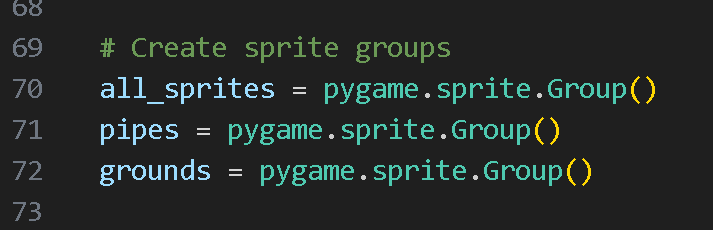 68
69 # Create sprite groups
70 all_sprites = pygame.sprite.Group()
71 pipes = pygame.sprite.Group()
72 grounds = pygame.sprite.Group()
73